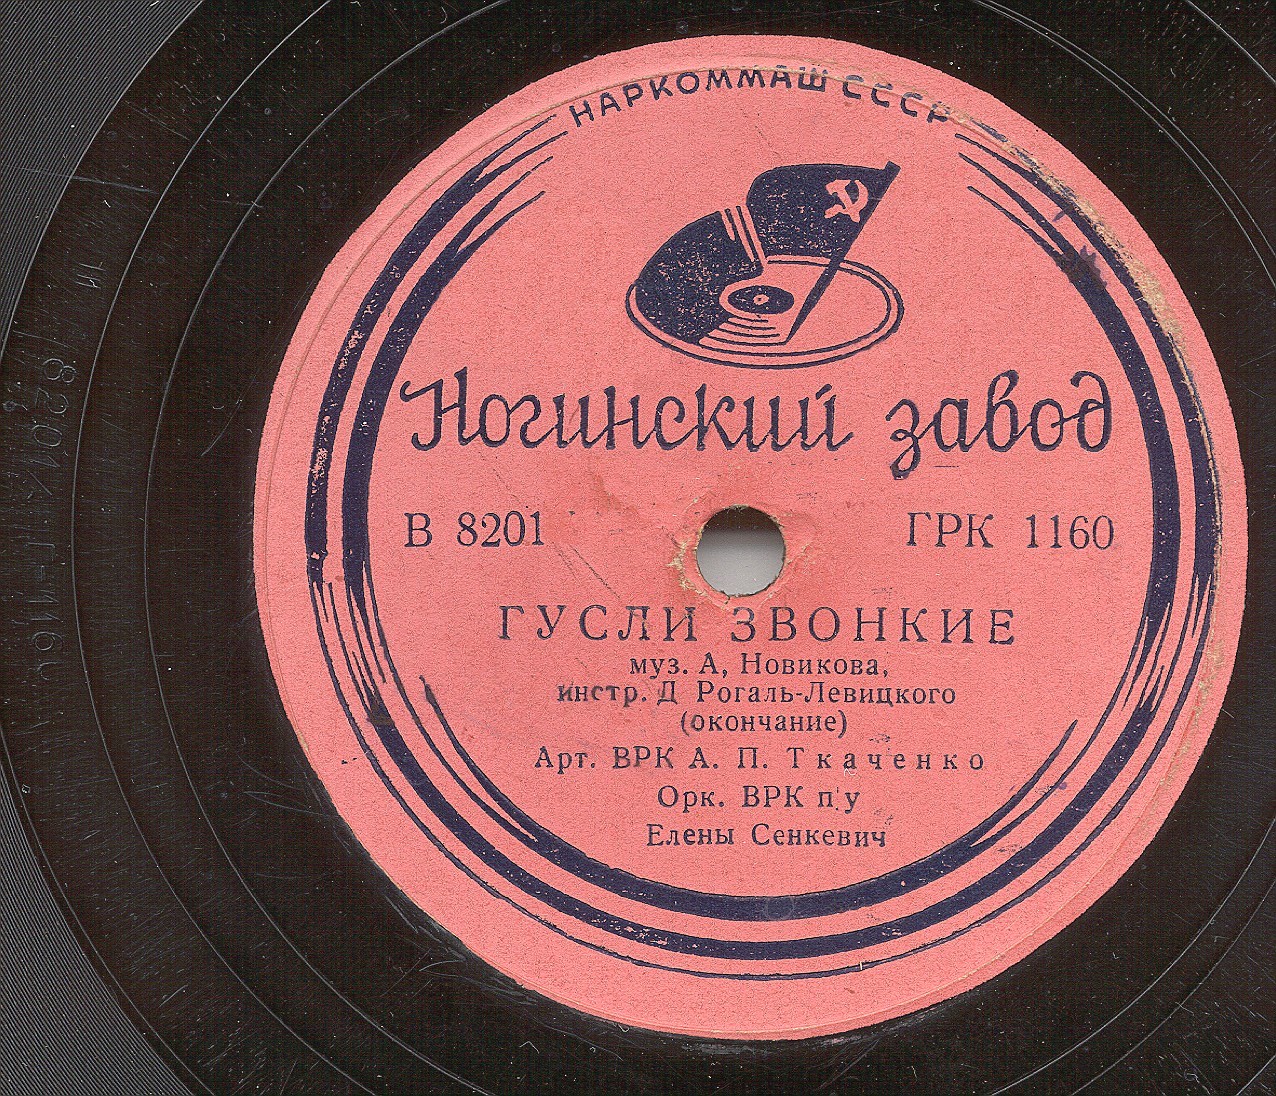 НАРКОММАШ СССР
Ногинский завод
В 8201 ГРК 1160
ГУСЛИ ЗВОНКИЕ
муз. А, Новикова,
инстр. Д Рогаль-Левицкого
(окончание)
Арт. ВРК А. П. Ткаченко
Орк. ВРК п/у
Елены Сенкевич
8201